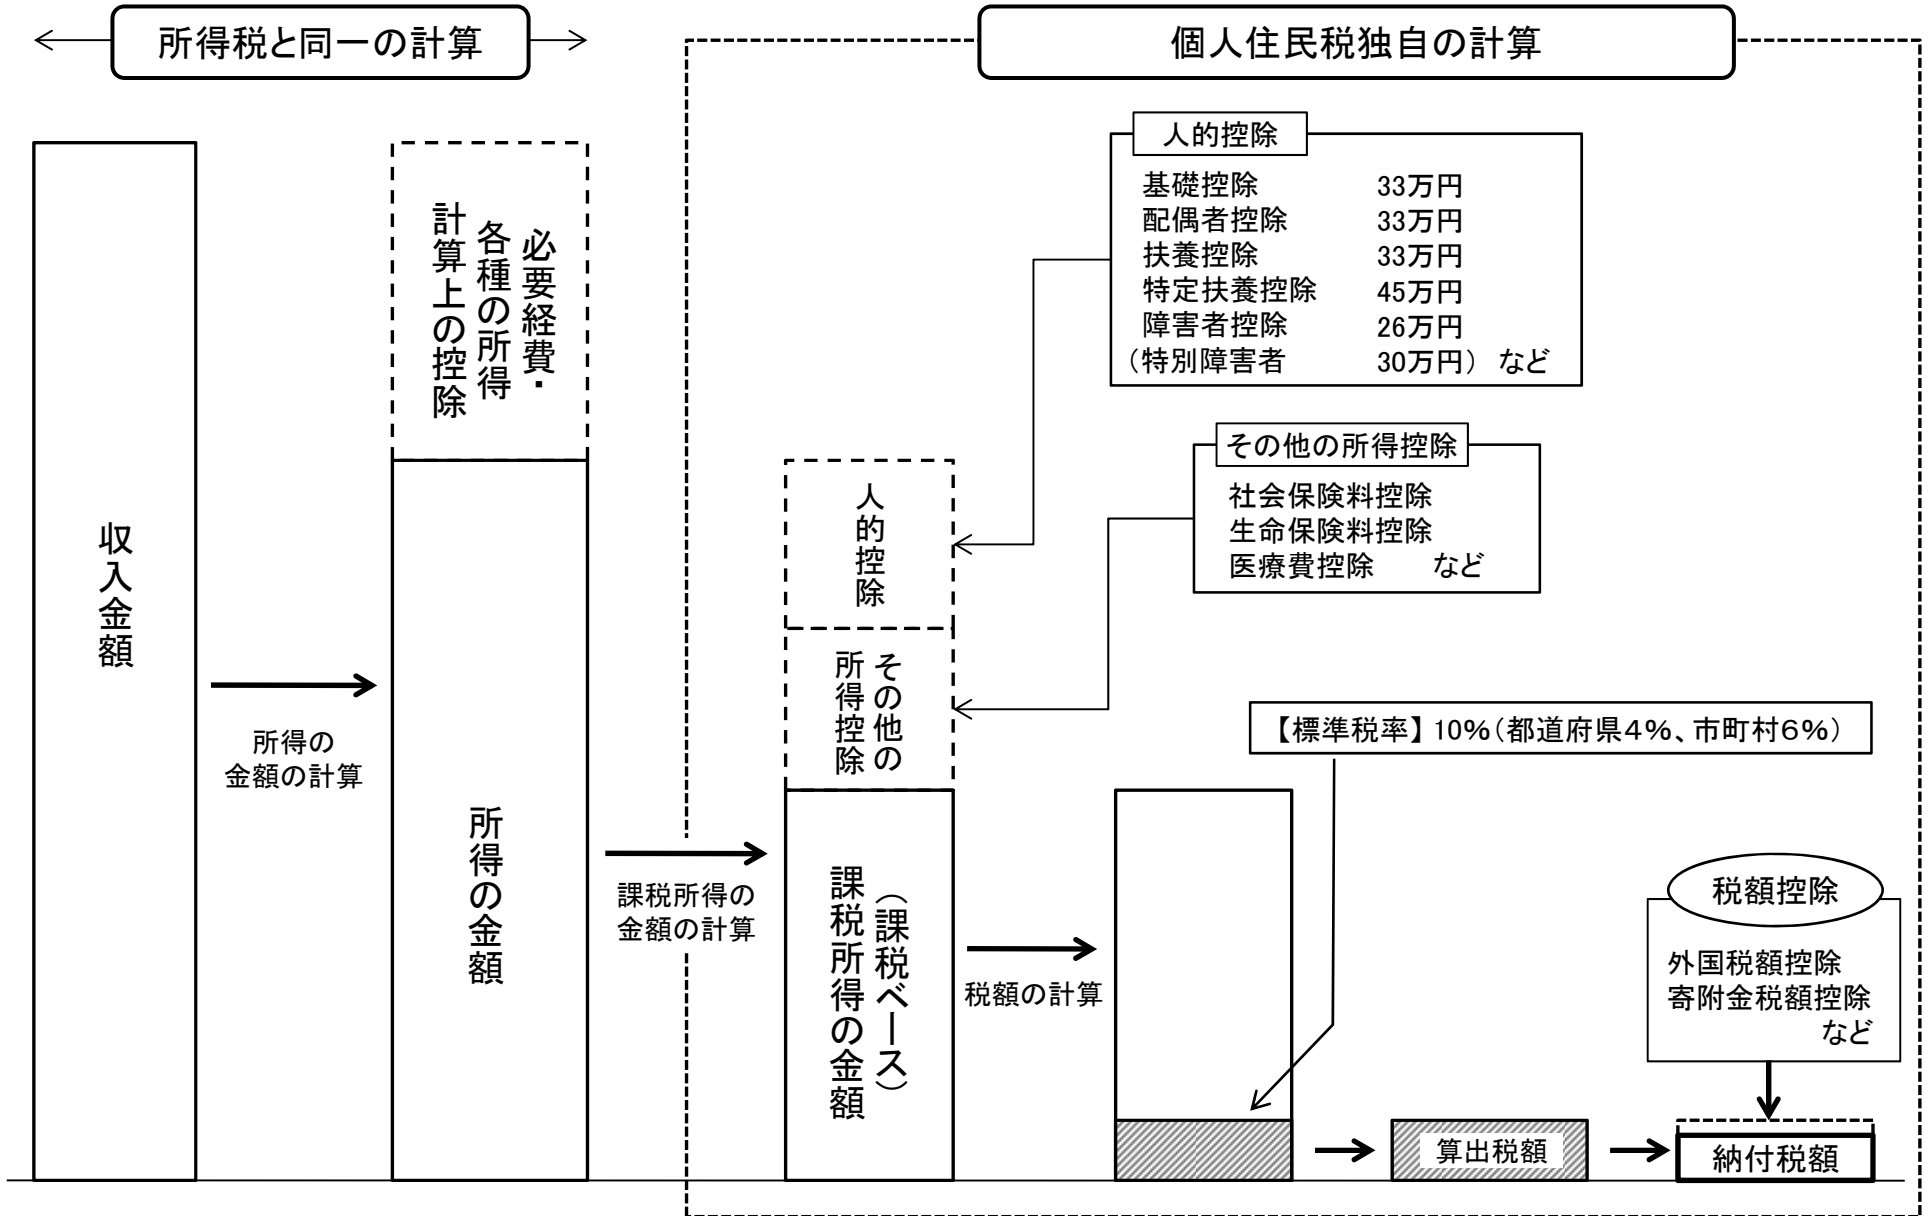 所得税と同一の計算
個人住民税独自の計算
収入金額
所得の
金額の計算
必要経費・
各種の所得
計算上の控除
所得の金額
課税所得の
金額の計算
人的控除
その他の
所得控除
(課税ベース)
課税所得の金額
人的控除
基礎控除 33万円
配偶者控除 33万円
扶養控除 33万円
特定扶養控除 45万円
障害者控除 26万円
(特別障害者 30万円) など
その他の所得控除
社会保険料控除
生命保険料控除
医療費控除 など
税額の計算
【標準税率】10%(都道府県4%、市町村6%)
算出税額
税額控除
外国税額控除
寄附金税額控除
など
納付税額